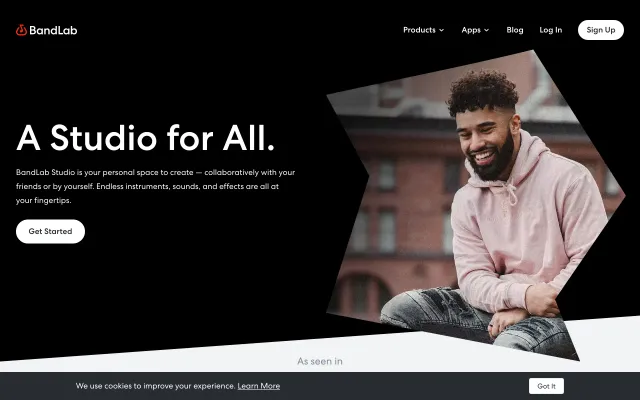 BandLab
Products
Apps
Blog
Log In
Sign Up
A Studio for All.
BandLab Studio is your personal space to create — collaboratively with your
friends or by yourself. Endless instruments, sounds, and effects are all at
your fingertips.
Get Started
As seen in
We use cookies to improve your experience. Learn More
Got It